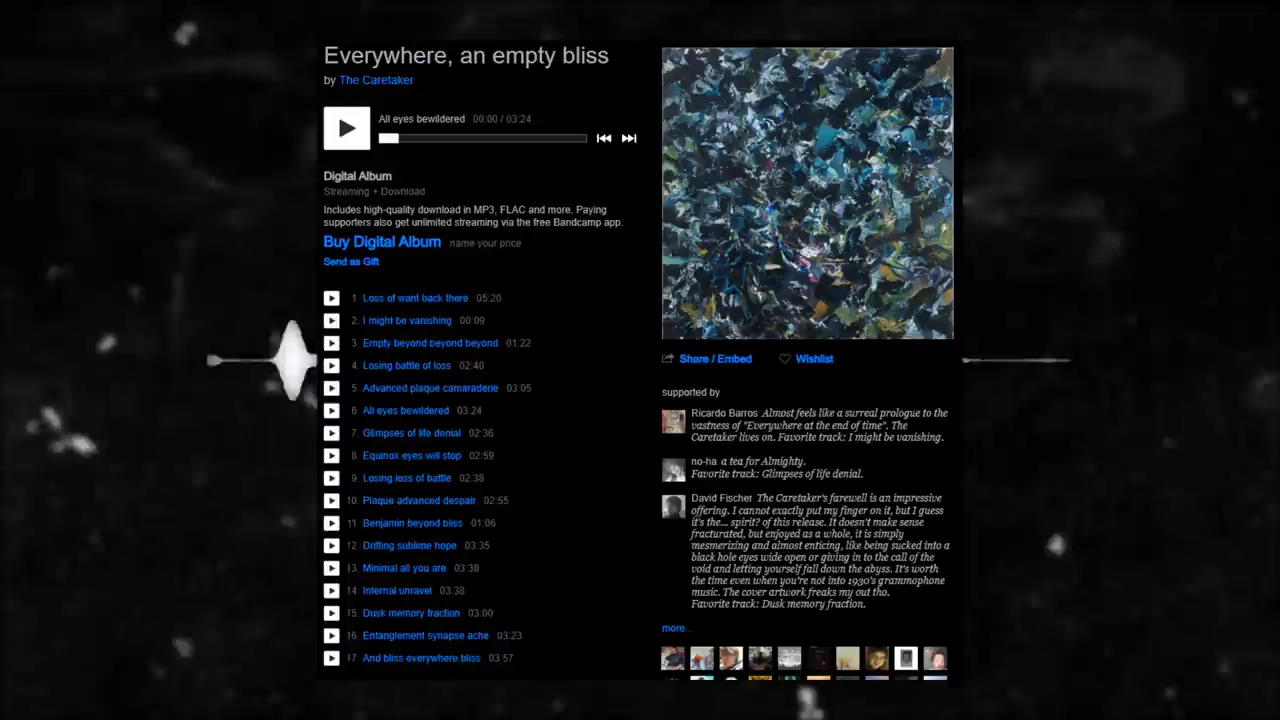 Everywhere, an empty bliss
by The Caretaker
All eyes bewildered 00:00 / 03:24
Digital Album
Streaming + Download
Includes high-quality download in MP3, FLAC and more. Paying
supporters also get unlimited streaming via the free Bandcamp app.
Buy Digital Album name your price
Send as Gift
1. Loss of want back there 05:20
2. I might be vanishing 00:09
3. Empty beyond beyond beyond 01:22
4. Losing battle of loss 02:40
5. Advanced plaque camaraderie 03:05
6. All eyes bewildered 03:24
7. Glimpses of life denial 02:36
8. Equinox eyes will stop 02:59
9. Losing loss of battle 02:38
10. Plaque advanced despair 02:55
11. Benjamin beyond bliss 01:06
12. Drifting sublime hope 03:35
13. Minimal all you are 03:38
14. Internal unravel 03:38
15. Dusk memory fraction 03:00
16. Entanglement synapse ache 03:23
17. And bliss everywhere bliss 03:57
Share / Embed Wishlist
supported by
Ricardo Barros Almost feels like a surreal prologue to the
vastness of "Everywhere at the end of time". The
Caretaker lives on. Favorite track: I might be vanishing.
no-ha a tea for Almighty.
Favorite track: Glimpses of life denial.
David Fischer The Caretaker's farewell is an impressive
offering. I cannot exactly put my finger on it, but I guess
it's the... spirit? of this release. It doesn't make sense
fracturated, but enjoyed as a whole, it is simply
mesmerizing and almost enticing, like being sucked into a
black hole eyes wide open or giving in to the call of the
void and letting yourself fall down the abyss. It's worth
the time even when you're not into 1930's grammophone
music. The cover artwork freaks my out tho.
Favorite track: Dusk memory fraction.
more...